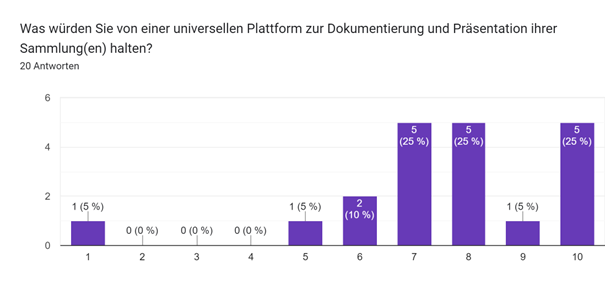 Was würden Sie von einer universellen Plattform zur Dokumentierung und Präsentation ihrer
Sammlung(en) halten?
20 Antworten
6
4
2
0
1 (5 %)
0 (0 %)
0 (0 %)
0 (0 %)
1 (5 %)
2
(10 %)
5
(25 %)
5
(25 %)
1 (5 %)
5
(25 %)
1
2
3
4
5
6
7
8
9
10